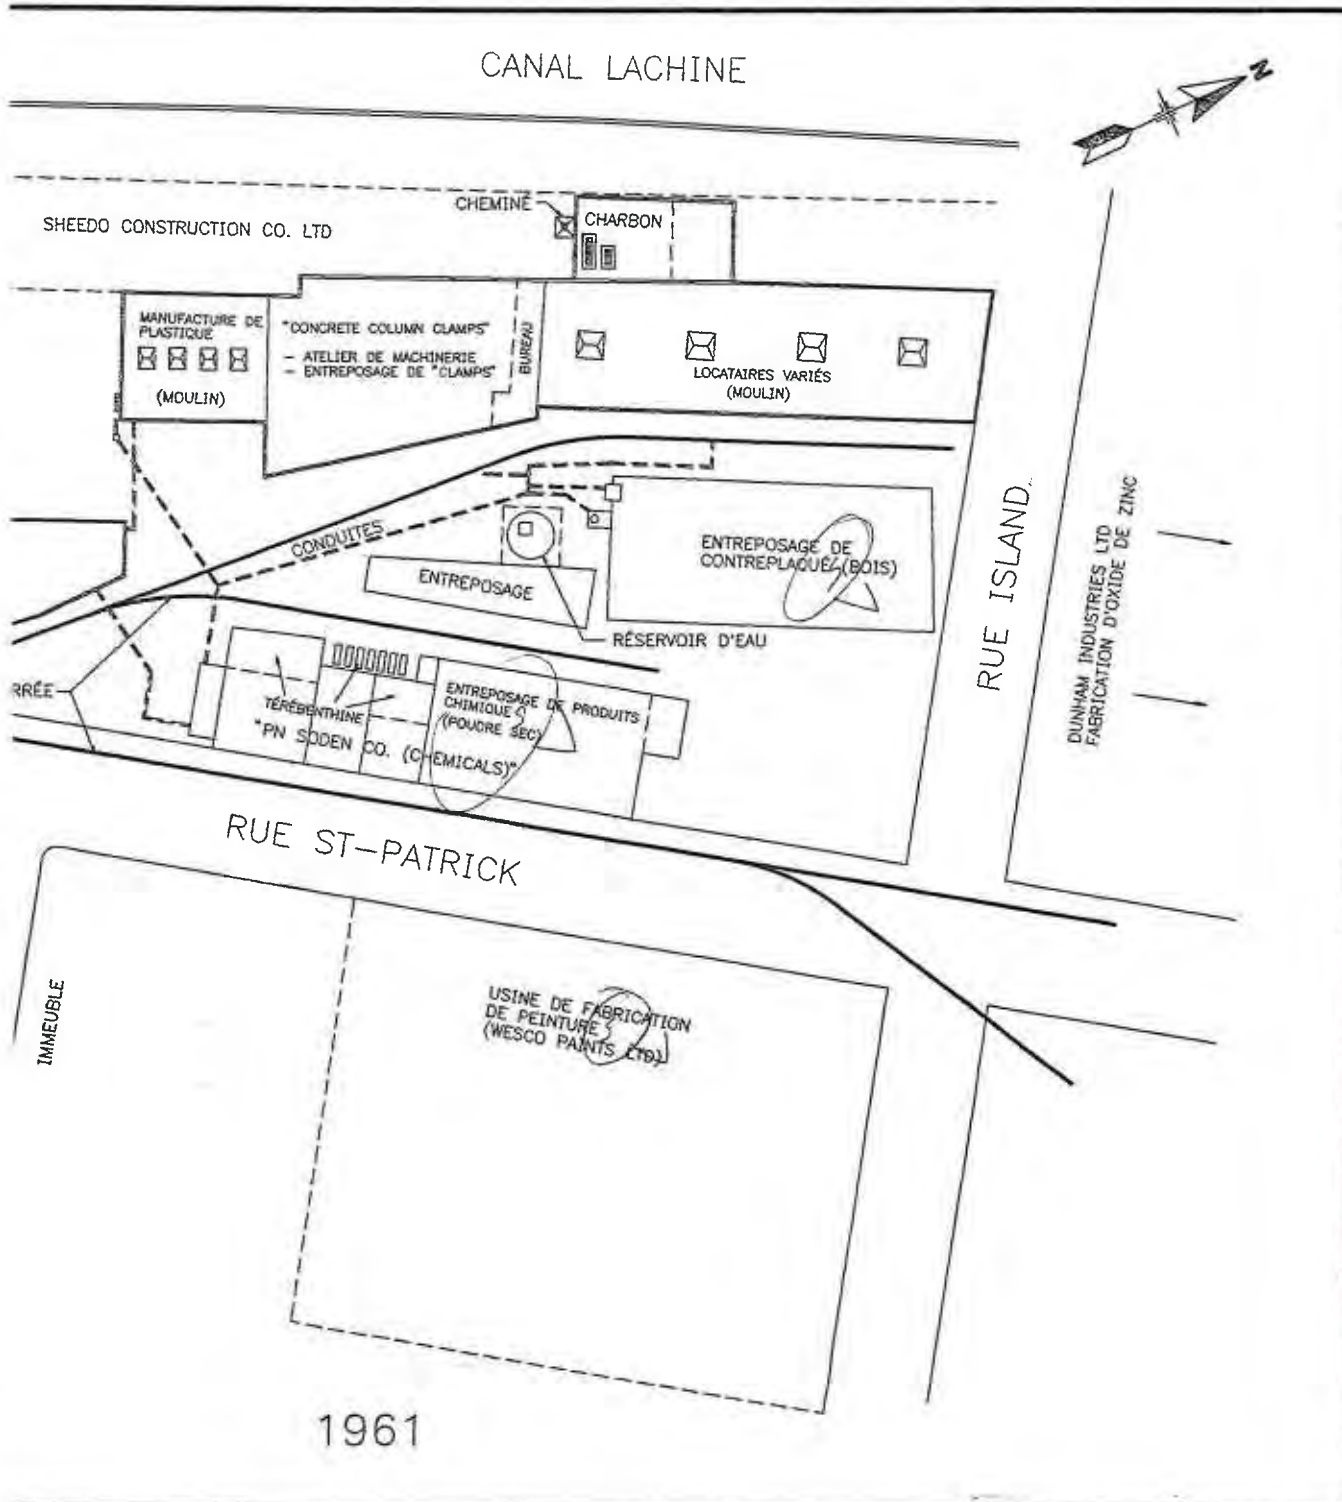 CANAL LACHINE
N
CHEMINÉ
CHARBON
SHEEDO CONSTRUCTION CO. LTD
MANUFACTURE DE
PLASTIQUE
(MOULIN)
"CONCRETE COLUMN CLAMPS"
- ATELIER DE MACHINERIE
- ENTREPOSAGE DE "CLAMPS"
BUREAU
LOCATAIRES VARIÉS
(MOULIN)
CONDUITES
ENTREPOSAGE
ENTREPOSAGE DE
CONTREPLAQUÉ (BOIS)
RÉSERVOIR D'EAU
RUE ISLAND
DUNHAM INDUSTRIES LTD
FABRICATION D'OXIDE DE ZINC
RRÉE
TÉRÉBENTHINE
"PN SODEN CO. (CHEMICALS)"
ENTREPOSAGE DE PRODUITS
CHIMIQUES
(POUDRE SEC)
RUE ST-PATRICK
IMMEUBLE
USINE DE FABRICATION
DE PEINTURE
(WESCO PAINTS LTD)
1961